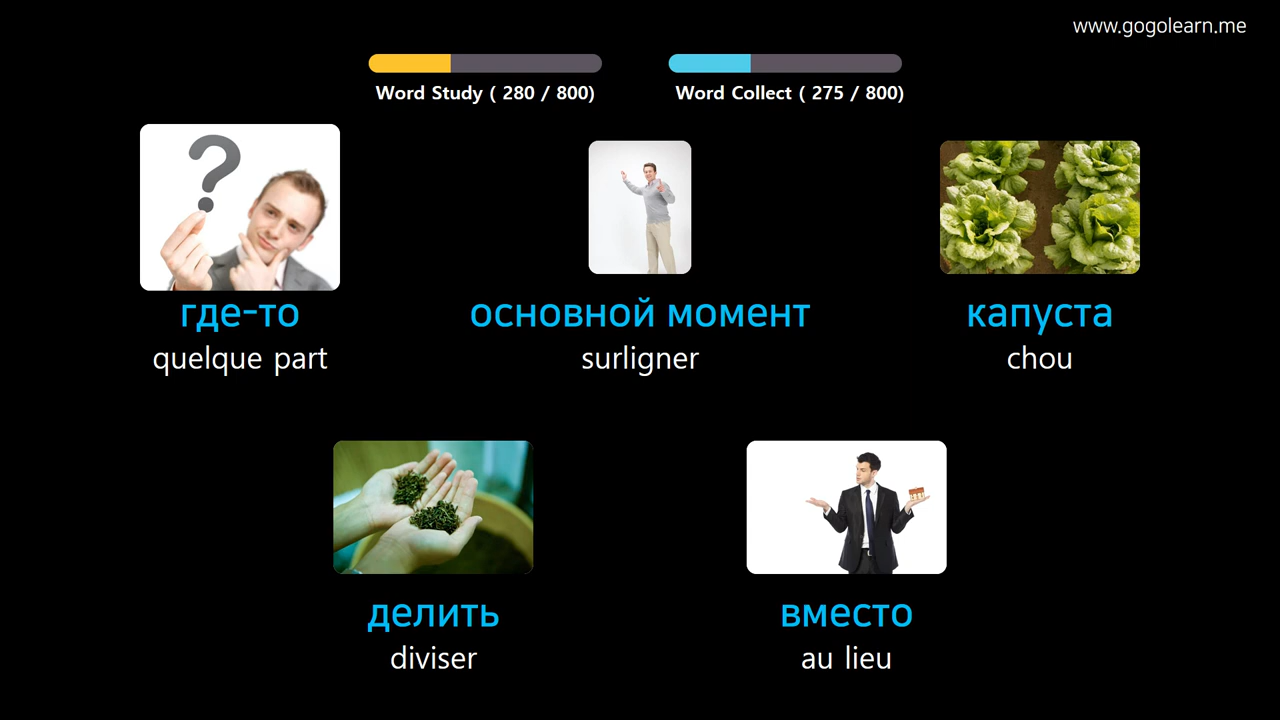 www.gogolearn.me
Word Study ( 280 / 800)
Word Collect ( 275 / 800)
где-то
quelque part
основной момент
surligner
капуста
chou
делить
diviser
вместо
au lieu